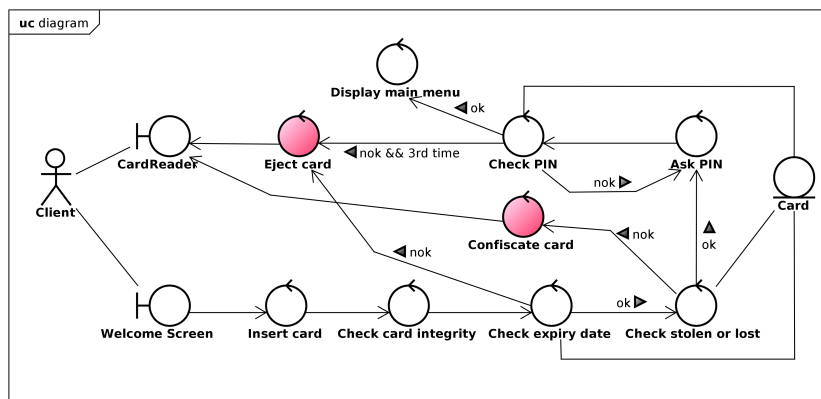 uc diagram
Display main menu
ok
CardReader
Eject card
nok && 3rd time
Check PIN
Ask PIN
nok
Client
Card
Confiscate card
nok
ok
nok
ok
Welcome Screen
Insert card
Check card integrity
Check expiry date
Check stolen or lost